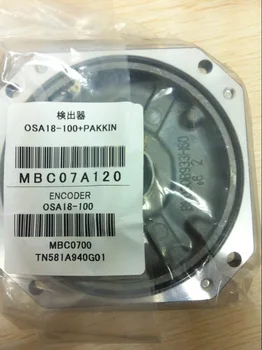 検出器
OSA18-100+PAKKIN
MBC07A120
ENCODER
OSA18-100
MBC0700
TN581A940G01